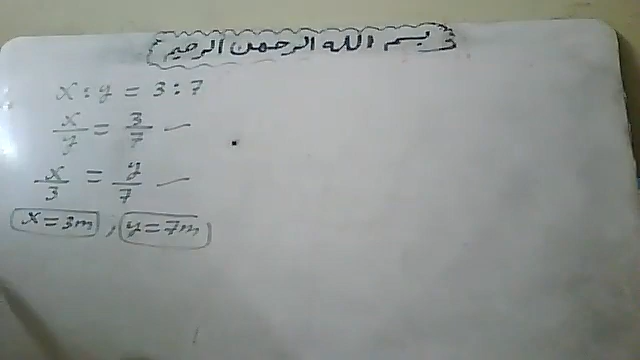 بسم الله الرحمن الرحيم
x : y = 3 : 7
x/y = 3/7
x/3 = y/7
x = 3m , y = 7m